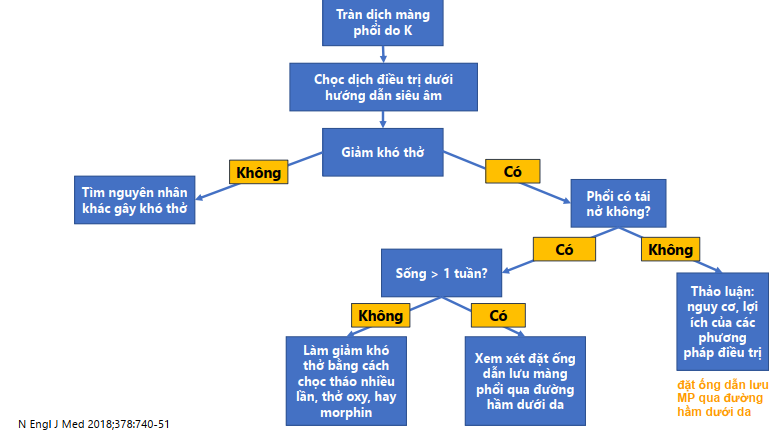 Tràn dịch màng
phổi do K
Chọc dịch điều trị dưới
hướng dẫn siêu âm
Giảm khó thở
Không
Có
Tìm nguyên nhân
khác gây khó thở
Phổi có tái
nở không?
Có
Không
Sống > 1 tuần?
Thảo luận:
nguy cơ, lợi
ích của các
phương
pháp điều trị
Không
Có
Làm giảm khó
thở bằng cách
chọc tháo nhiều
lần, thở oxy, hay
morphin
Xem xét đặt ống
dẫn lưu màng
phổi qua đường
hầm dưới da
đặt ống dẫn lưu
MP qua đường
hầm dưới da
N Engl J Med 2018;378:740-51